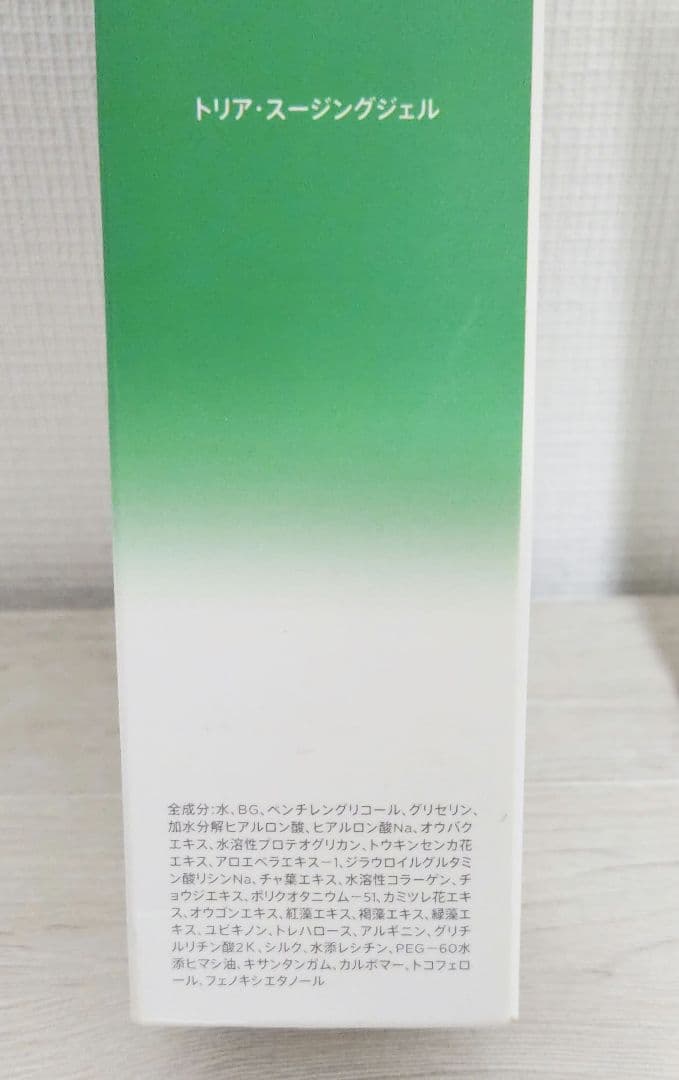 トリア・スージングジェル
全成分:水、BG、ペンチレングリコール、グリセリン、
加水分解ヒアルロン酸、ヒアルロン酸Na、オウバク
エキス、水溶性プロテオグリカン、トウキンセンカ花
エキス、アロエベラエキス－1、ジラウロイルグルタミ
ン酸リシンNa、チャ葉エキス、水溶性コラーゲン、チ
ョウジエキス、ポリクオタニウム－51、カミツレ花エキ
ス、オウゴンエキス、紅藻エキス、褐藻エキス、緑藻エ
キス、ユビキノン、トレハロース、アルギニン、グリチ
ルリチン酸2K、シルク、水添レシチン、PEG－60水
添ヒマシ油、キサンタンガム、カルボマー、トコフェロ
ール、フェノキシエタノール